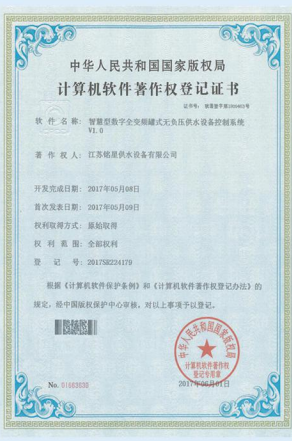 中华人民共和国国家版权局
计算机软件著作权登记证书
证书号:
软件名称: 智慧型数字全变频罐式无负压供水设备控制系统
V1.0
著作权人: 江苏铭星供水设备有限公司
开发完成日期: 2017年05月08日
首次发表日期: 2017年05月09日
权利取得方式: 原始取得
权利范围: 全部权利
登记号: 2017SR224179
根据《计算机软件保护条例》和《计算机软件著作权登记办法》的
规定,经中国版权保护中心审核,对以上事项予以登记。
中华人民共和国国家版权局
计算机软件著作权
登记专用章
No.
2017年06月01日